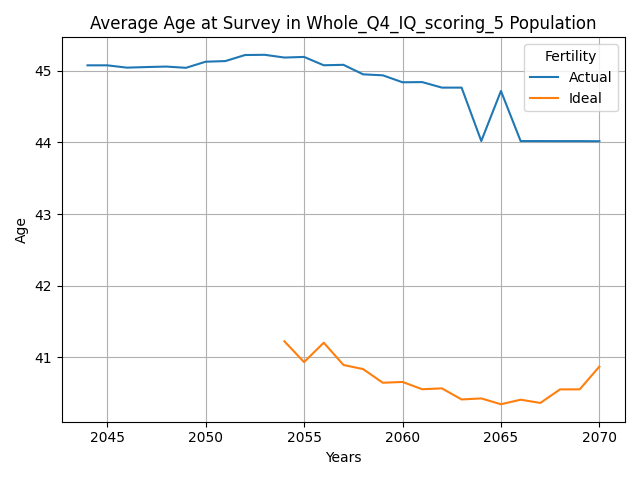 Average Age at Survey in Whole_Q4_IQ_scoring_5 Population
Fertility
Actual
Ideal
45
44
43
42
41
Age
2045 2050 2055 2060 2065 2070
Years